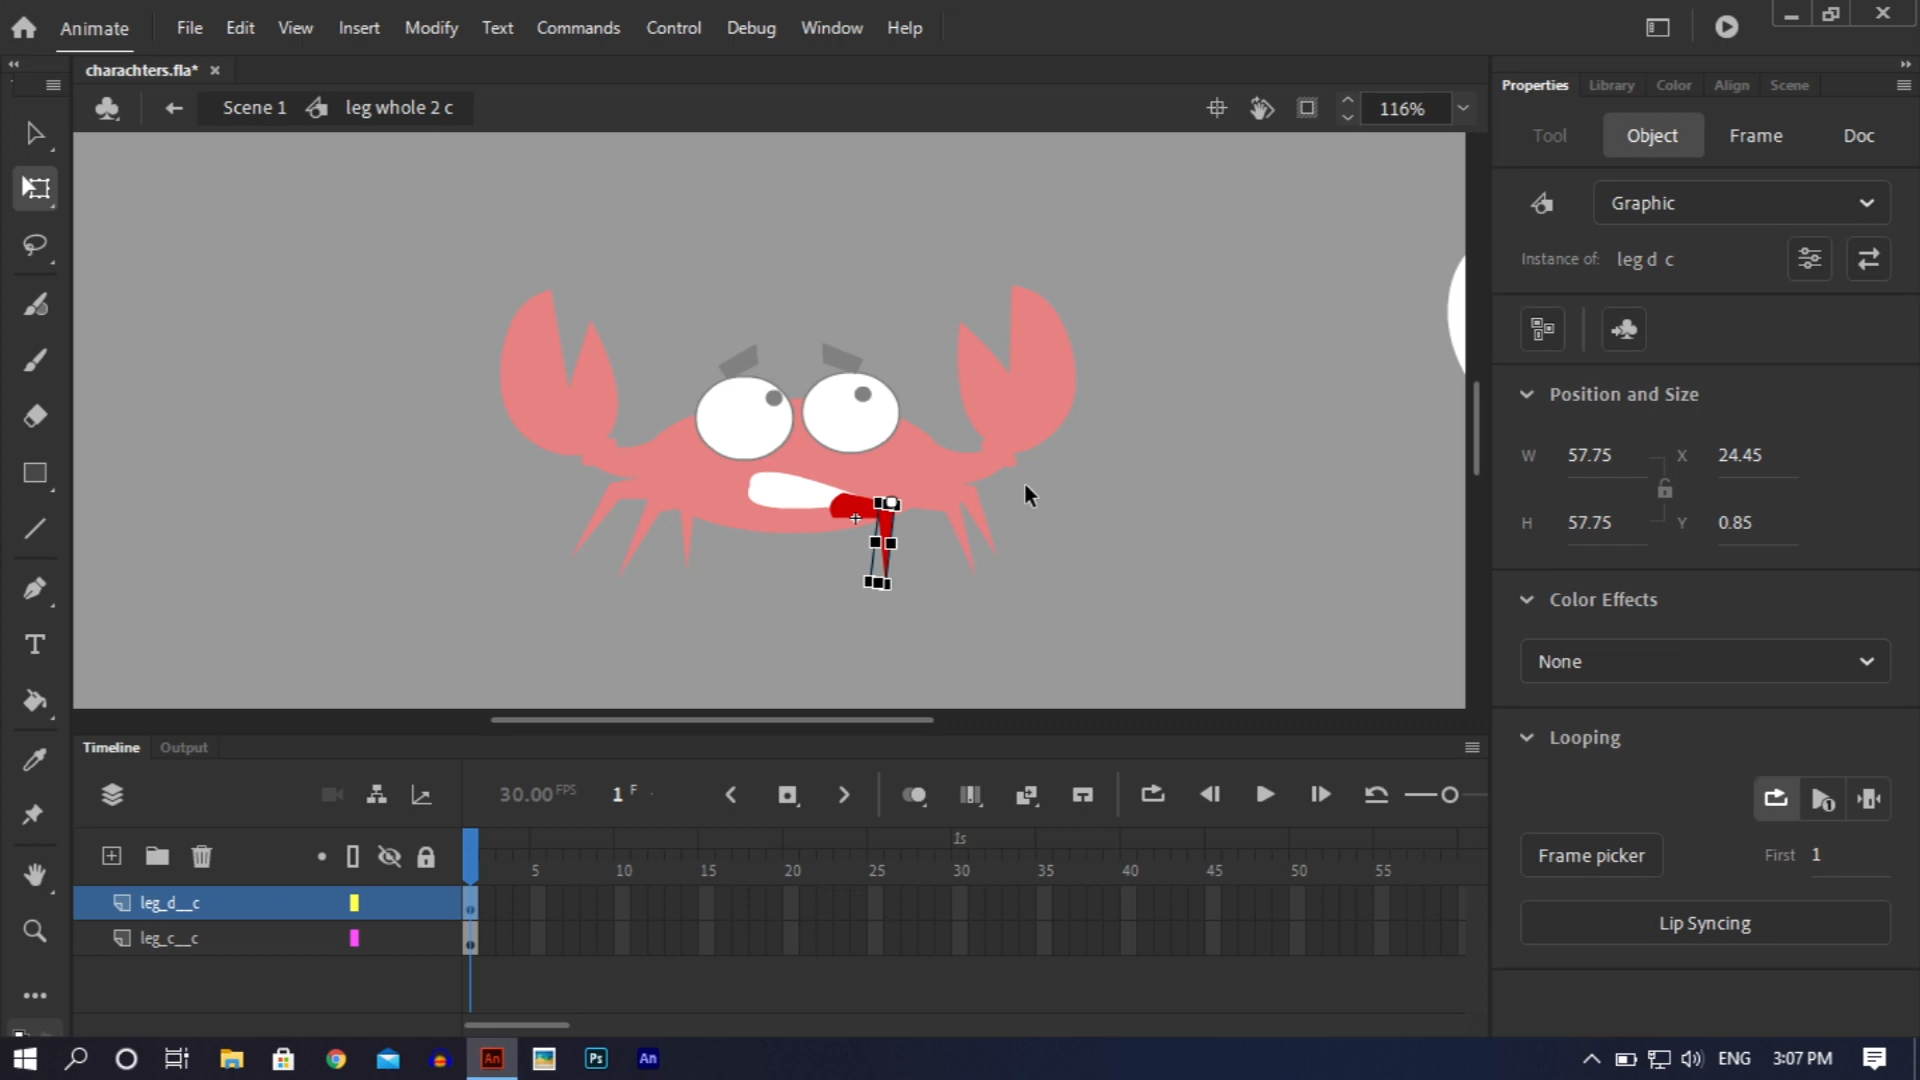 Animate File Edit View Insert Modify Text Commands Control Debug Window Help
charachters.fla*
Scene 1 leg whole 2 c 116%
Properties Library Color Align Scene
Tool Object Frame Doc
Graphic
Instance of: leg d c
Position and Size
W 57.75 X 24.45
H 57.75 Y 0.85
Color Effects
None
Looping
Frame picker First 1
Lip Syncing
Timeline Output
30.00 FPS 1 F
1s
5 10 15 20 25 30 35 40 45 50 55
leg_d__c
leg_c__c
An Ps An ENG 3:07 PM